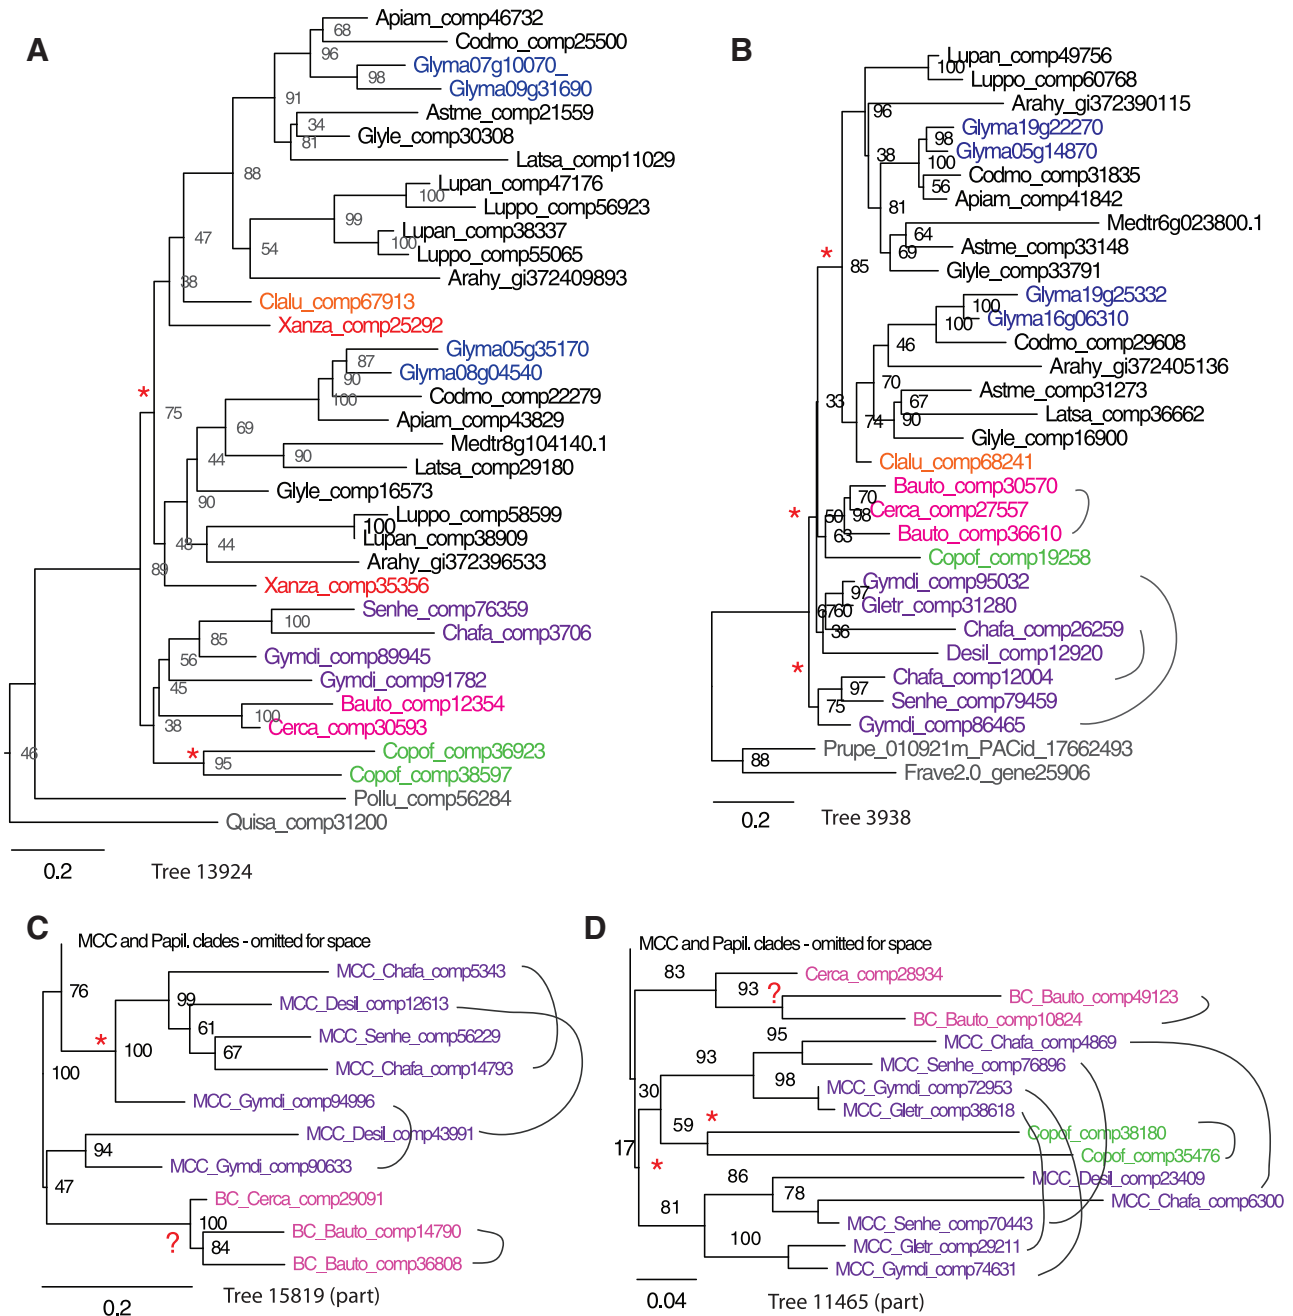 A
Apiam_comp46732
68
Codmo_comp25500
96
Glyma07g10070_
98
Glyma09g31690
91
Astme_comp21559
34
Glyle_comp30308
81
Latsa_comp11029
88
Lupan_comp47176
100
Luppo_comp56923
99
Lupan_comp38337
100
Luppo_comp55065
47
54
Arahy_gi372409893
38
Clalu_comp67913
Xanza_comp25292
Glyma05g35170
87
Glyma08g04540
90
Codmo_comp22279
100
*
75
Apiam_comp43829
69
Medtr8g104140.1
44
90
Latsa_comp29180
Glyle_comp16573
90
Luppo_comp58599
100
Lupan_comp38909
48
44
Arahy_gi372396533
89
Xanza_comp35356
Senhe_comp76359
100
Chafa_comp3706
85
Gymdi_comp89945
56
Gymdi_comp91782
45
Bauto_comp12354
100
Cerca_comp30593
38
Copof_comp36923
*
95
Copof_comp38597
46
Pollu_comp56284
Quisa_comp31200
0.2
Tree 13924
B
Lupan_comp49756
100
Luppo_comp60768
Arahy_gi372390115
96
Glyma19g22270
98
Glyma05g14870
38
100
Codmo_comp31835
56
Apiam_comp41842
81
Medtr6g023800.1
64
Astme_comp33148
69
*
85
Glyle_comp33791
Glyma19g25332
100
Glyma16g06310
100
Codmo_comp29608
46
Arahy_gi372405136
70
Astme_comp31273
33
67
Latsa_comp36662
74
90
Glyle_comp16900
Clalu_comp68241
Bauto_comp30570
70
Cerca_comp27557
*
50
98
Bauto_comp36610
63
Copof_comp19258
Gymdi_comp95032
97
Gletr_comp31280
67
60
Chafa_comp26259
36
Desil_comp12920
*
Chafa_comp12004
97
Senhe_comp79459
75
Gymdi_comp86465
Prupe_010921m_PACid_17662493
88
Frave2.0_gene25906
0.2
Tree 3938
C
MCC and Papil. clades - omitted for space
MCC_Chafa_comp5343
76
99
MCC_Desil_comp12613
61
MCC_Senhe_comp56229
*
100
67
MCC_Chafa_comp14793
100
MCC_Gymdi_comp94996
MCC_Desil_comp43991
94
MCC_Gymdi_comp90633
47
BC_Cerca_comp29091
100
BC_Bauto_comp14790
?
84
BC_Bauto_comp36808
0.2
Tree 15819 (part)
D
MCC and Papil. clades - omitted for space
83
Cerca_comp28934
93
?
BC_Bauto_comp49123
BC_Bauto_comp10824
95
MCC_Chafa_comp4869
93
MCC_Senhe_comp76896
98
MCC_Gymdi_comp72953
30
MCC_Gletr_comp38618
*
59
Copof_comp38180
17
Copof_comp35476
*
86
MCC_Desil_comp23409
78
MCC_Chafa_comp6300
81
MCC_Senhe_comp70443
100
MCC_Gletr_comp29211
MCC_Gymdi_comp74631
0.04
Tree 11465 (part)